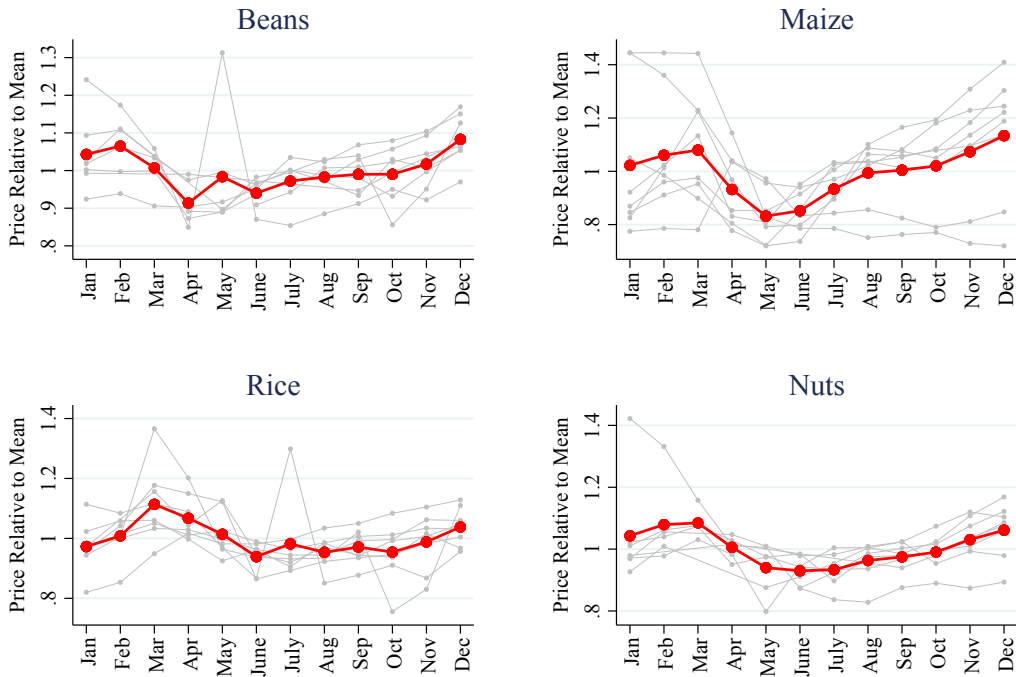 Beans
Price Relative to Mean
.8 .9 1 1.1 1.2 1.3
Jan Feb Mar Apr May June July Aug Sep Oct Nov Dec
Maize
Price Relative to Mean
.8 1 1.2 1.4
Jan Feb Mar Apr May June July Aug Sep Oct Nov Dec
Rice
Price Relative to Mean
.8 1 1.2 1.4
Jan Feb Mar Apr May June July Aug Sep Oct Nov Dec
Nuts
Price Relative to Mean
.8 1 1.2 1.4
Jan Feb Mar Apr May June July Aug Sep Oct Nov Dec